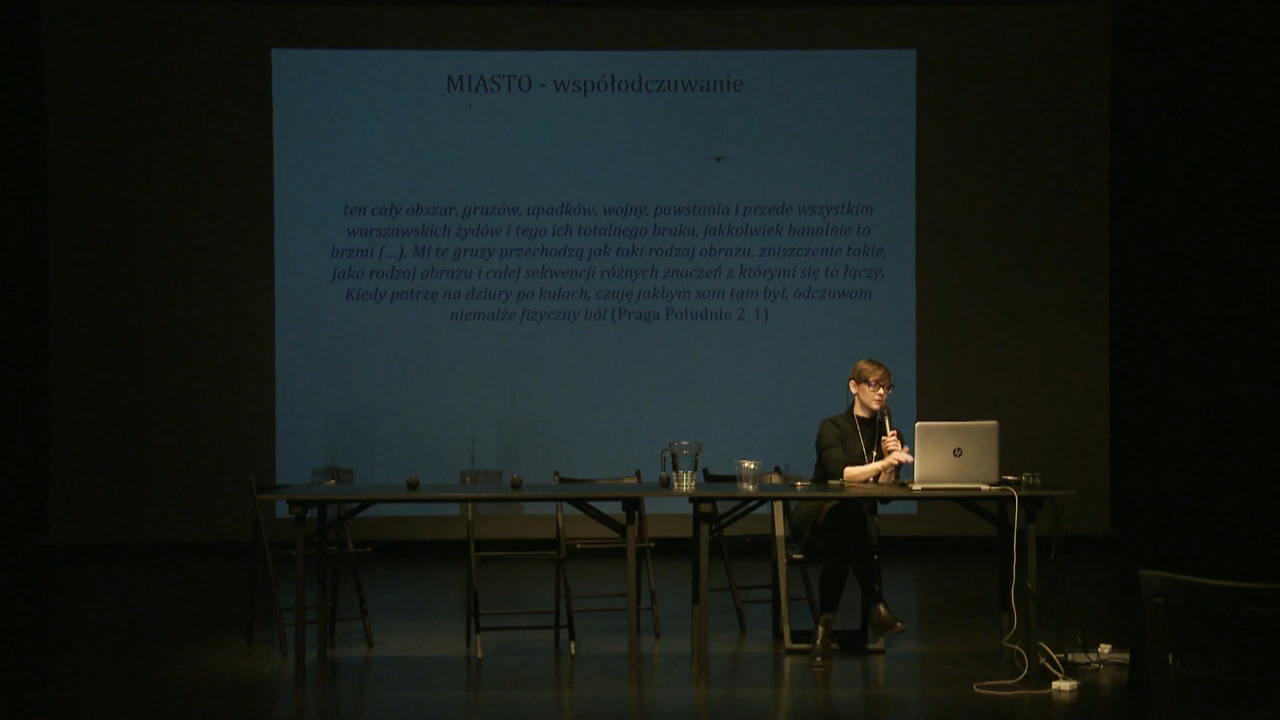 MIASTO - współodczuwanie
ten cały obszar, gruzów, upadków, wojny, powstania i przede wszystkim
warszawskich żydów i tego ich totalnego braku, jakkolwiek banalnie to
brzmi (...). Mi te gruzy przechodzą jak taki rodzaj obrazu, zniszczenie takie,
jako rodzaj obrazu i całej sekwencji różnych znaczeń z którymi się to łączy.
Kiedy patrzę na dziury po kulach, czuję jakbym sam tam był, odczuwam
niemalże fizyczny ból (Praga Południe 2_1)
hp